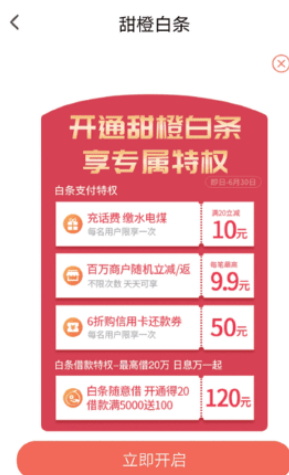 甜橙白条
开通甜橙白条
享专属特权
即日-6月30日
白条支付特权
充话费 缴水电煤
每名用户限享一次
满20立减
10元
百万商户随机立减/返
不限次数 天天可享
每笔最高
9.9元
6折购信用卡还款券
每名用户限享一次
50元
白条借款特权-最高借20万 日息万一起
白条随意借 开通得20
借款满5000送100
120元
立即开启